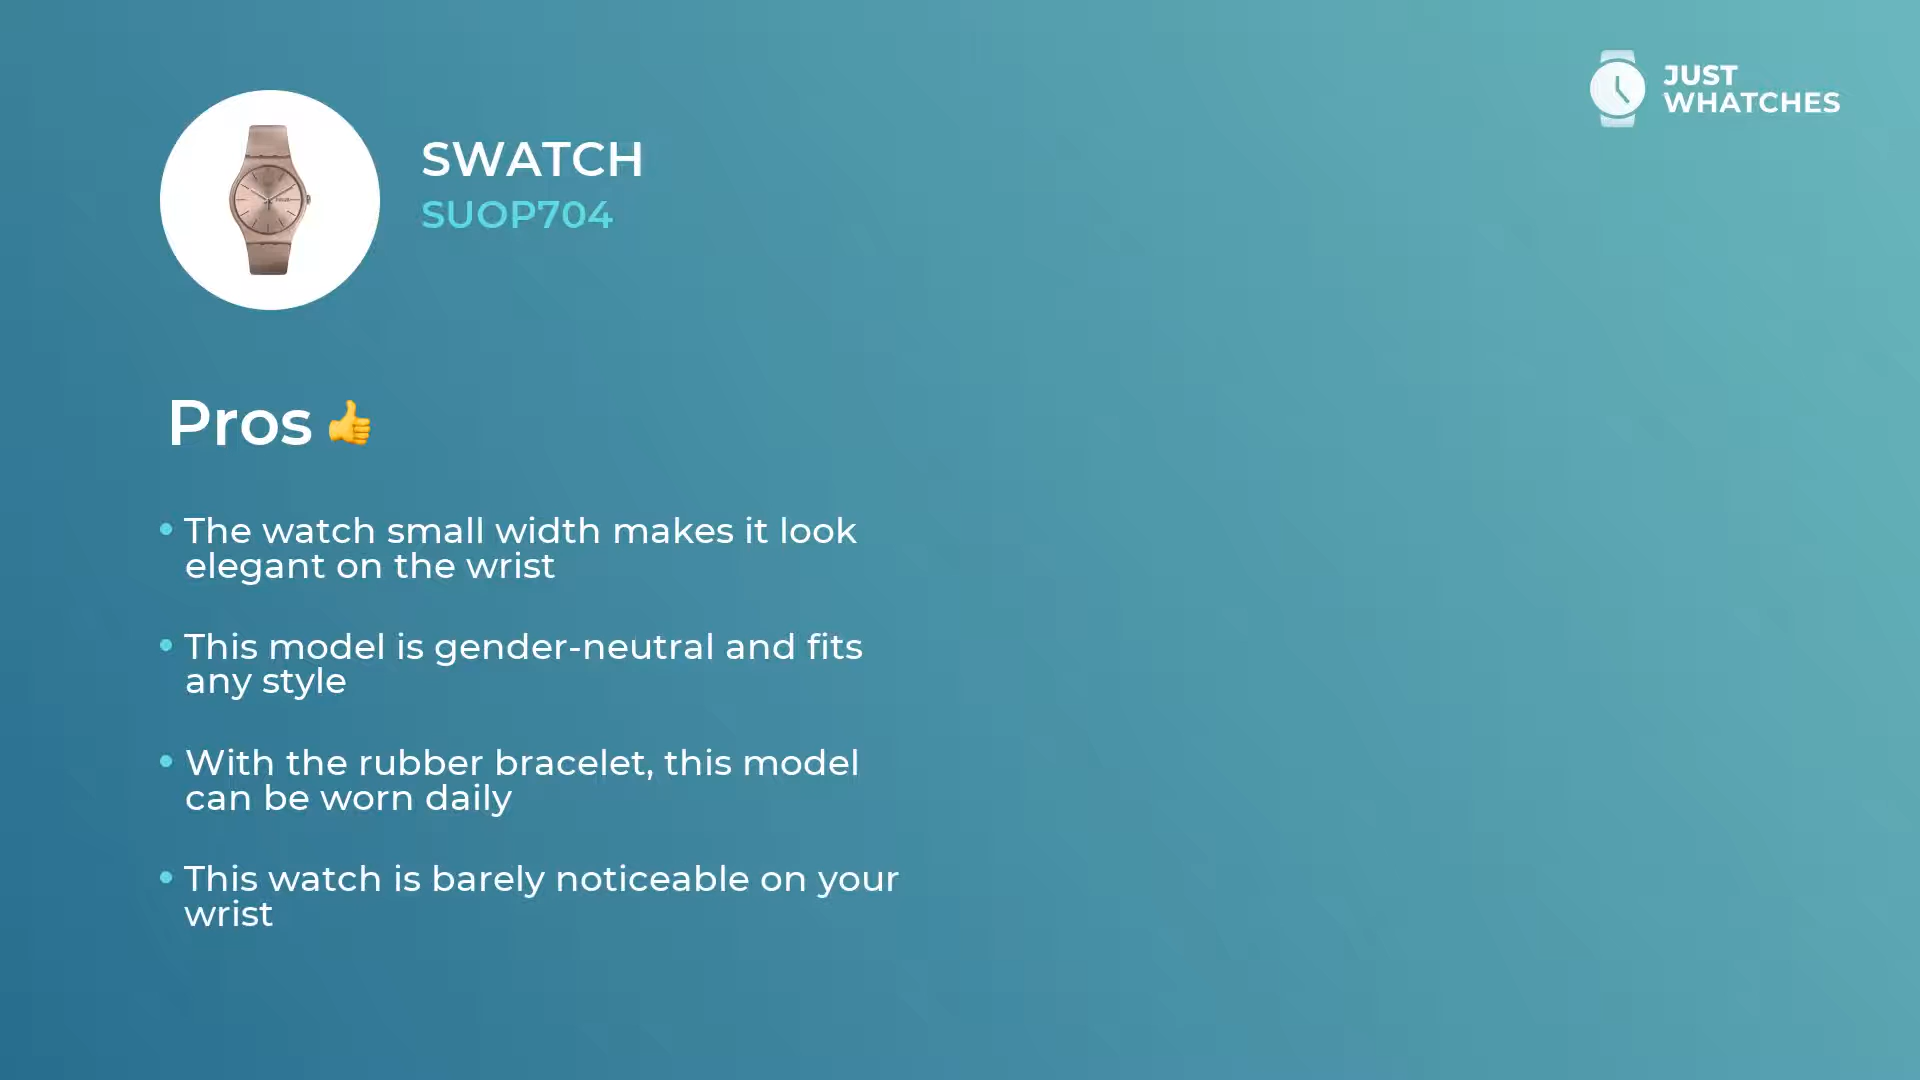 JUST
WHATCHES
SWATCH
SUOP704
Pros 👍
• The watch small width makes it look
elegant on the wrist
• This model is gender-neutral and fits
any style
• With the rubber bracelet, this model
can be worn daily
• This watch is barely noticeable on your
wrist